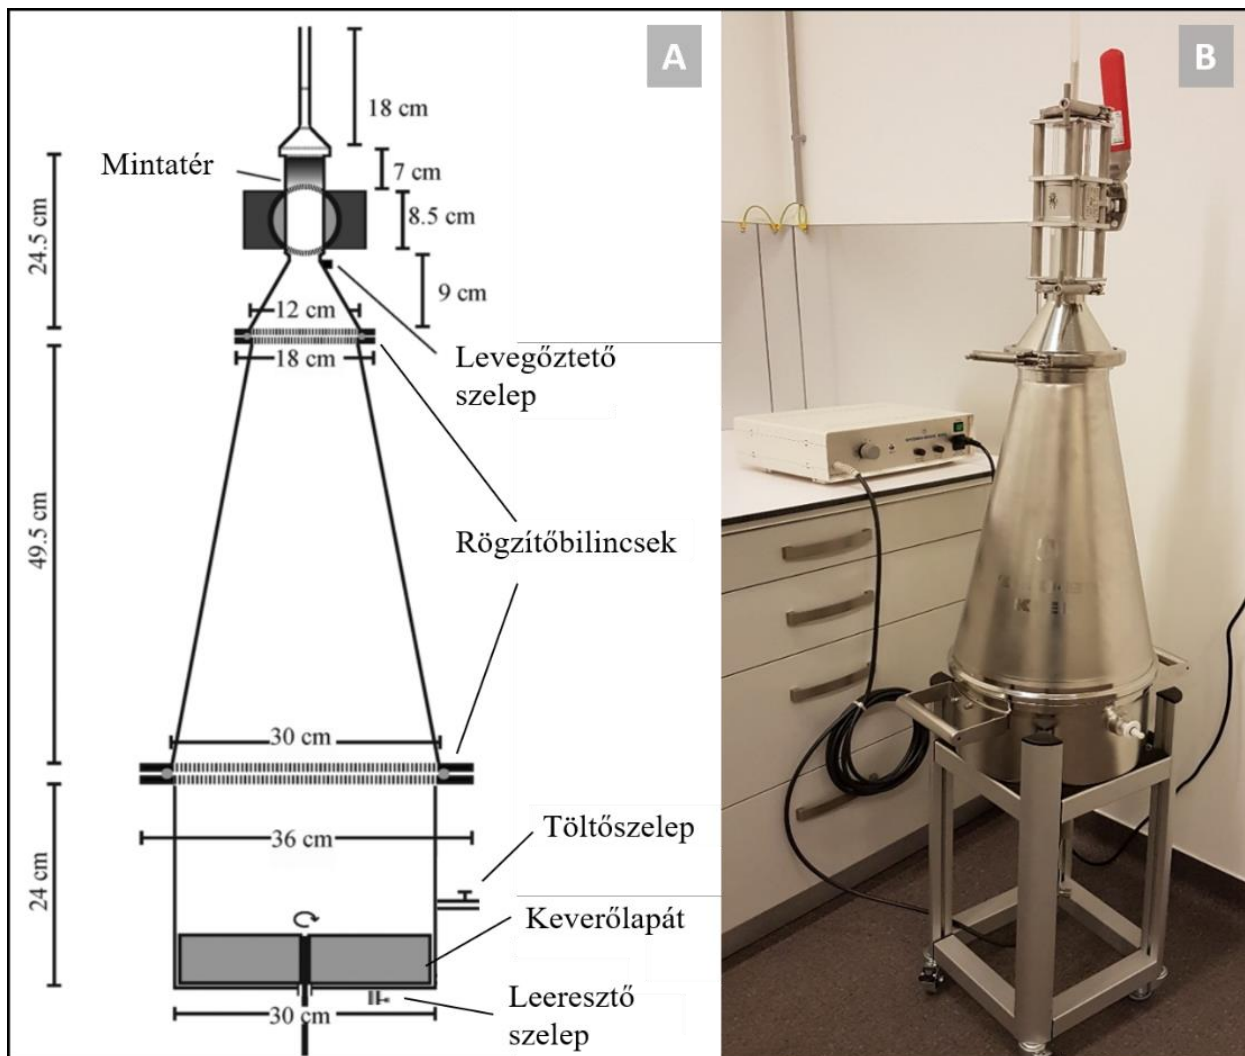 A
B
18 cm
Mintatér
7 cm
24.5 cm
8.5 cm
9 cm
12 cm
18 cm
Levegőztető
szelep
49.5 cm
Rögzítőbilincsek
30 cm
Töltőszelep
36 cm
24 cm
Keverőlapát
Leeresztő
szelep
30 cm